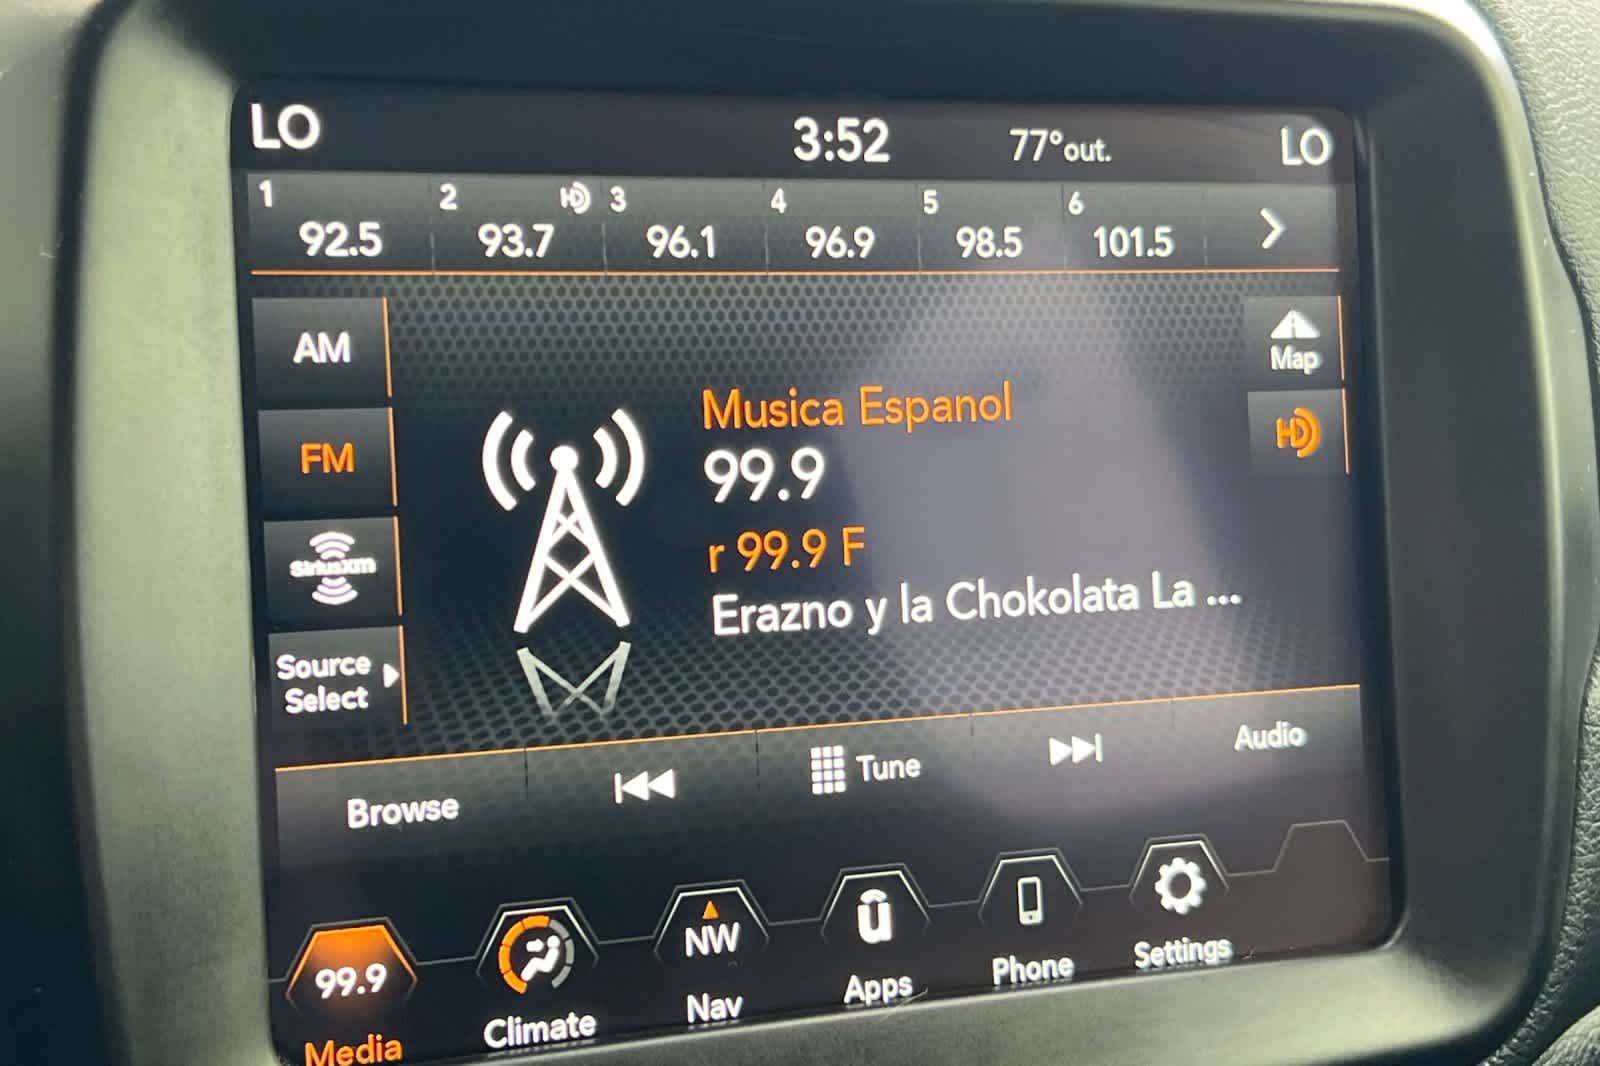 LO 3:52 77°out. LO
1 2 HD 3 4 5 6
92.5 93.7 96.1 96.9 98.5 101.5
AM
Map
Musica Espanol
HD
FM
99.9
r 99.9 F
siriusxm
Erazno y la Chokolata La ...
Source
Select
Browse Tune Audio
99.9 NW
Media Climate Nav Apps Phone Settings